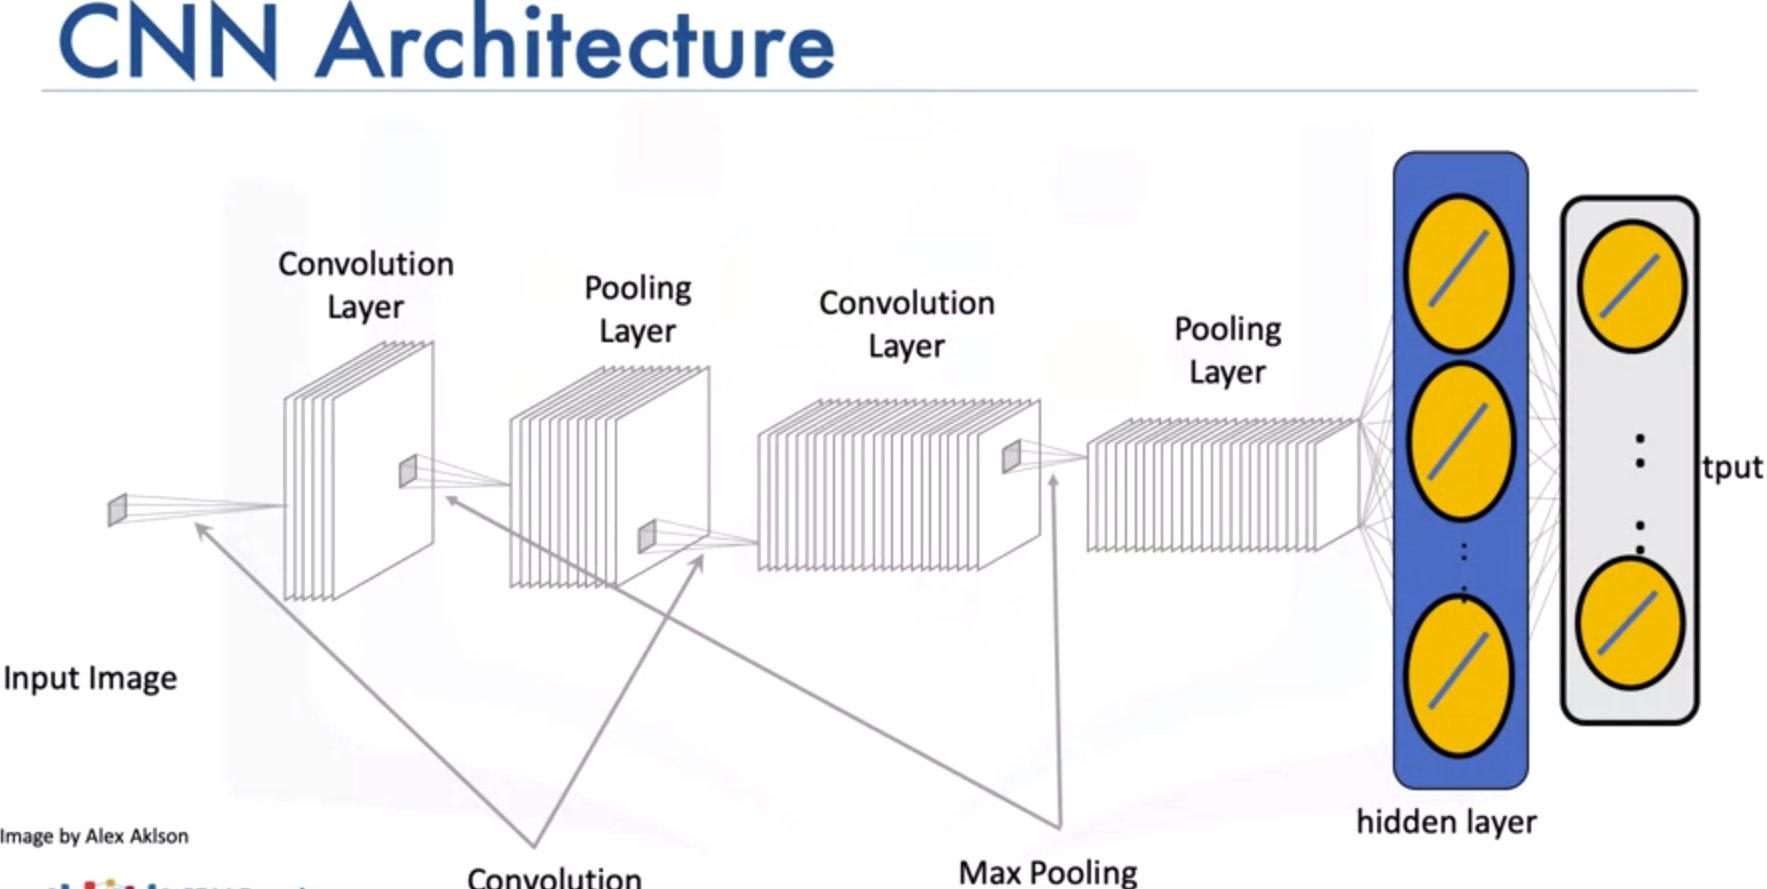 CNN Architecture
Convolution
Layer
Pooling
Layer
Convolution
Layer
Pooling
Layer
tput
Input Image
hidden layer
Image by Alex Aklson
Convolution
Max Pooling